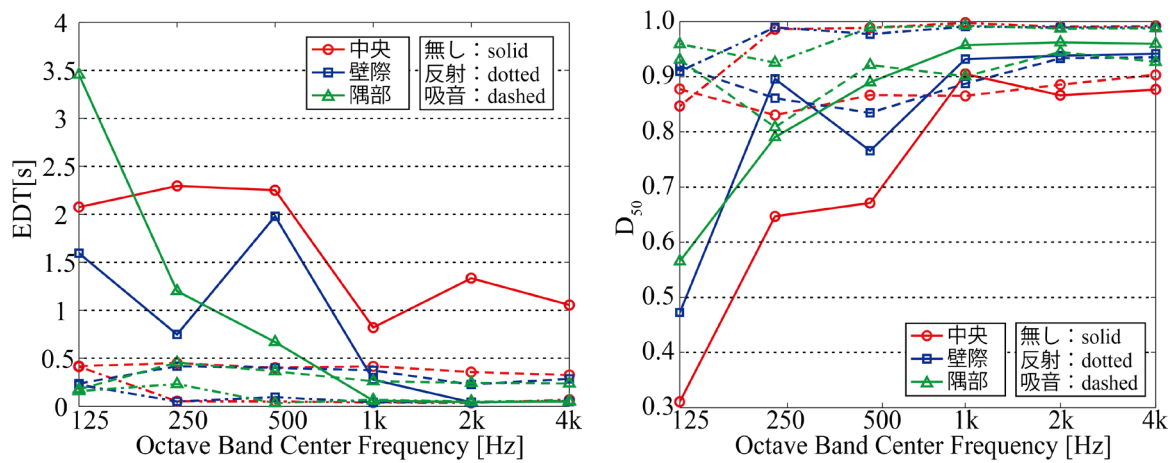 4
3.5
3
2.5
2
1.5
1
0.5
0
EDT[s]
中央
壁際
隅部
無し：solid
反射：dotted
吸音：dashed
125 250 500 1k 2k 4k
Octave Band Center Frequency [Hz]
1.0
0.9
0.8
0.7
0.6
0.5
0.4
0.3
D50
中央
壁際
隅部
無し：solid
反射：dotted
吸音：dashed
125 250 500 1k 2k 4k
Octave Band Center Frequency [Hz]